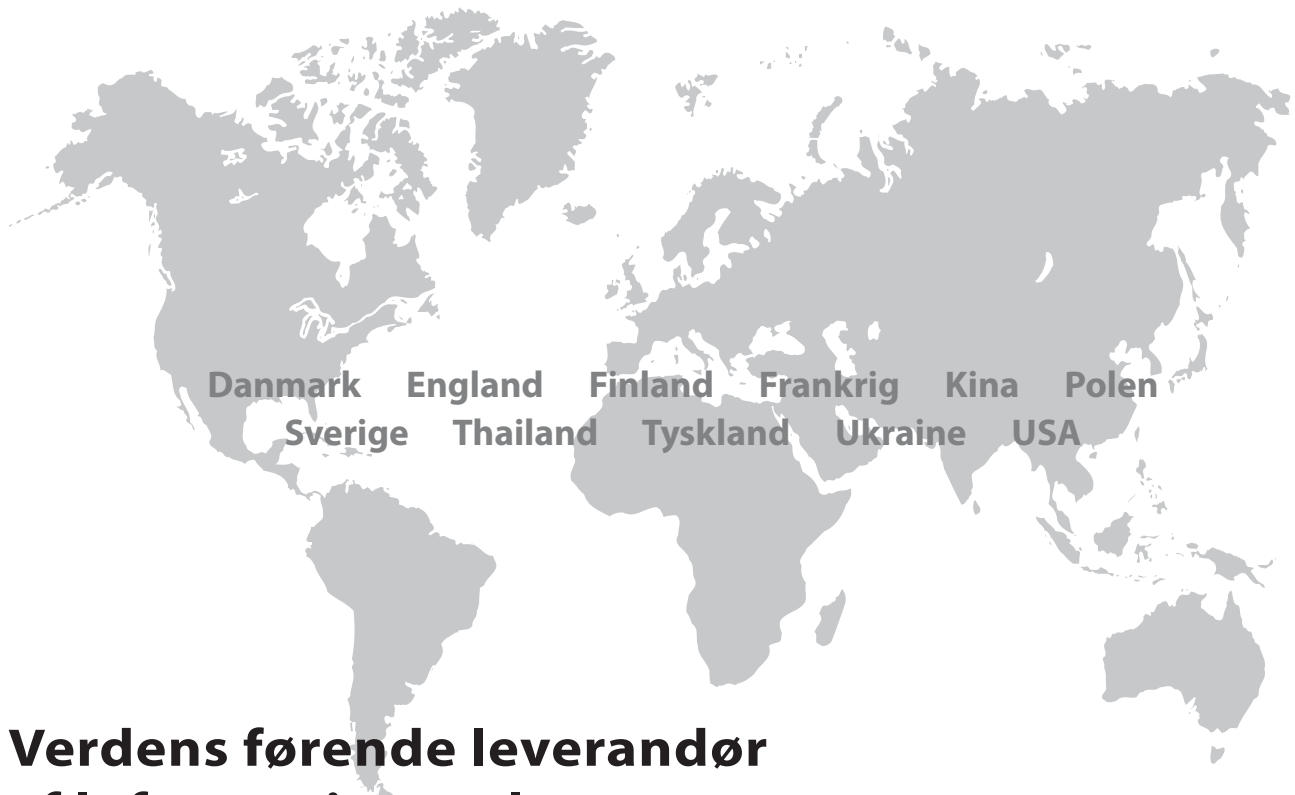 Danmark England Finland Frankrig Kina Polen
Sverige Thailand Tyskland Ukraine USA
Verdens førende leverandør